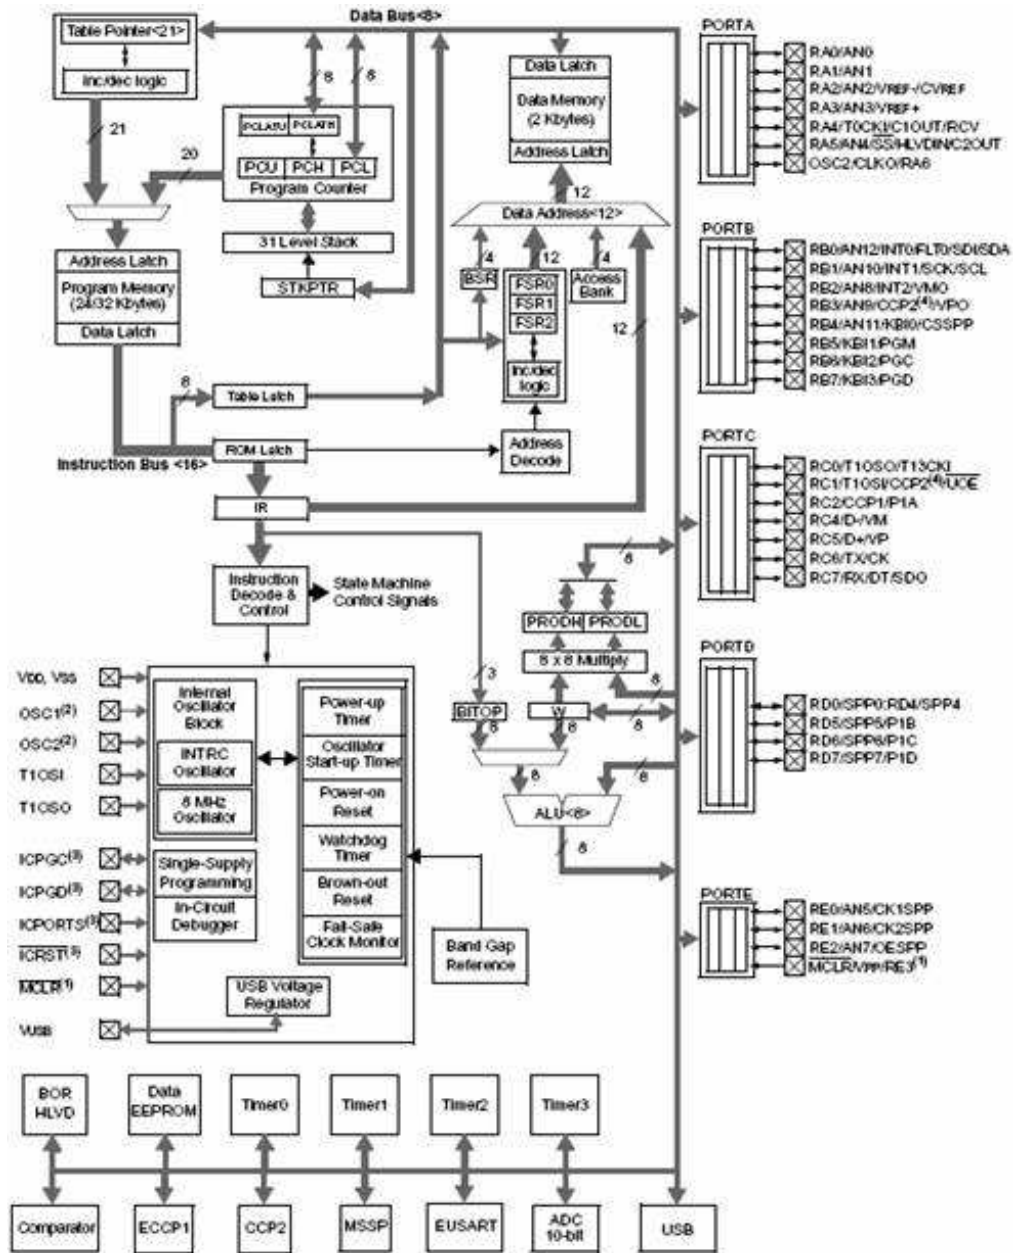 Data Bus<8>
Table Pointer<21>
inc/dec logic
21
20
8
8
PCLATU PCLATH
PCU PCH PCL
Program Counter
31 Level Stack
STKPTR
Data Latch
Data Memory
(2 Kbytes)
Address Latch
12
Data Address<12>
4
12
4
BSR
FSR0
FSR1
FSR2
Access
Bank
12
inc/dec
logic
Address Latch
Program Memory
(24/32 Kbytes)
Data Latch
8
Table Latch
Instruction Bus <16>
ROM Latch
Address
Decode
IR
Instruction
Decode &
Control
State Machine
Control Signals
8
PRODH PRODL
8 x 8 Multiply
3
8
BITOP
W
8
8
8
8
8
ALU<8>
8
VDD, VSS
OSC1(2)
OSC2(2)
T1OSI
T1OSO
ICPGC(3)
ICPGD(3)
ICPORTS(3)
ICRST(3)
MCLR(1)
VUSB
Internal
Oscillator
Block
INTRC
Oscillator
8 MHz
Oscillator
Single-Supply
Programming
In-Circuit
Debugger
Power-up
Timer
Oscillator
Start-up Timer
Power-on
Reset
Watchdog
Timer
Brown-out
Reset
Fail-Safe
Clock Monitor
Band Gap
Reference
USB Voltage
Regulator
PORTA
RA0/AN0
RA1/AN1
RA2/AN2/VREF-/CVREF
RA3/AN3/VREF+
RA4/T0CKI/C1OUT/RCV
RA5/AN4/SS/HLVDIN/C2OUT
OSC2/CLKO/RA6
PORTB
RB0/AN12/INT0/FLT0/SDI/SDA
RB1/AN10/INT1/SCK/SCL
RB2/AN8/INT2/VMO
RB3/AN9/CCP2(4)/VPO
RB4/AN11/KBI0/CSSPP
RB5/KBI1/PGM
RB6/KBI2/PGC
RB7/KBI3/PGD
PORTC
RC0/T1OSO/T13CKI
RC1/T1OSI/CCP2(4)/UOE
RC2/CCP1/P1A
RC4/D-/VM
RC5/D+/VP
RC6/TX/CK
RC7/RX/DT/SDO
PORTD
RD0/SPP0:RD4/SPP4
RD5/SPP5/P1B
RD6/SPP6/P1C
RD7/SPP7/P1D
PORTE
RE0/AN5/CK1SPP
RE1/AN6/CK2SPP
RE2/AN7/OESPP
MCLR/VPP/RE3(1)
BOR
HLVD
Data
EEPROM
Timer0
Timer1
Timer2
Timer3
Comparator
ECCP1
CCP2
MSSP
EUSART
ADC
10-bit
USB